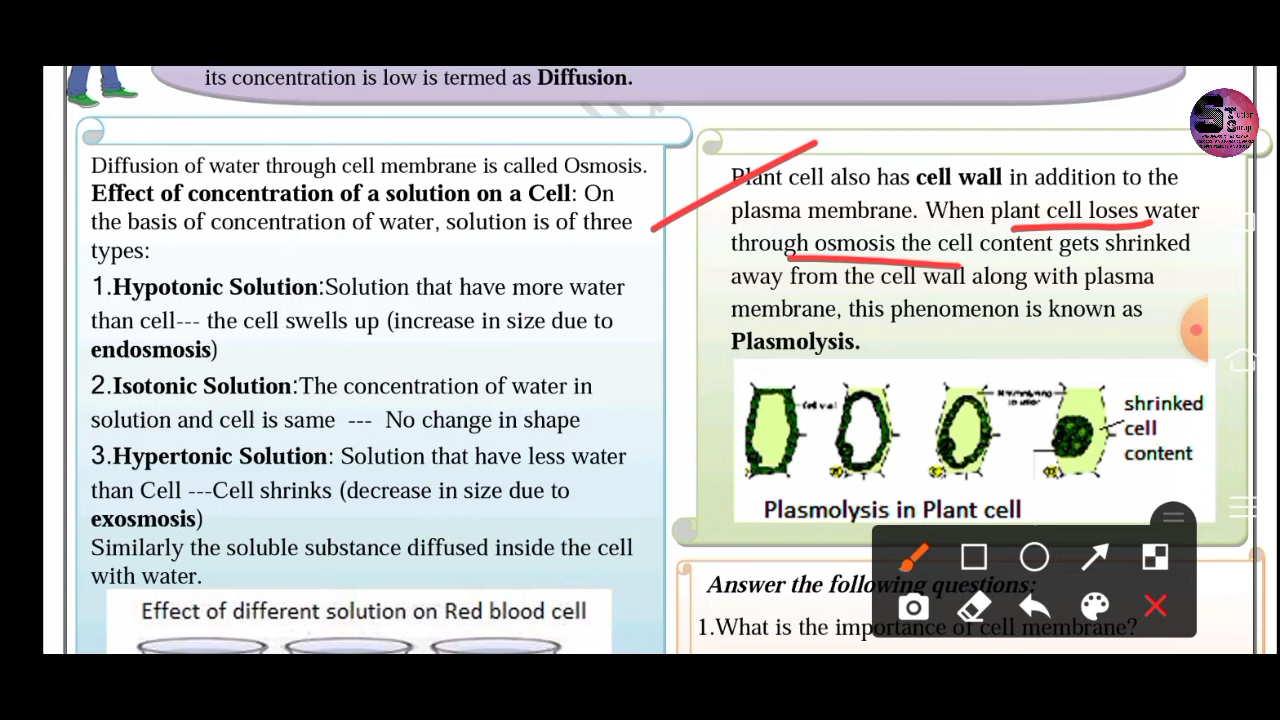 its concentration is low is termed as Diffusion.
Diffusion of water through cell membrane is called Osmosis.
Effect of concentration of a solution on a Cell: On
the basis of concentration of water, solution is of three
types:
1.Hypotonic Solution:Solution that have more water
than cell--- the cell swells up (increase in size due to
endosmosis)
2.Isotonic Solution:The concentration of water in
solution and cell is same --- No change in shape
3.Hypertonic Solution: Solution that have less water
than Cell ---Cell shrinks (decrease in size due to
exosmosis)
Similarly the soluble substance diffused inside the cell
with water.
Effect of different solution on Red blood cell
Plant cell also has cell wall in addition to the
plasma membrane. When plant cell loses water
through osmosis the cell content gets shrinked
away from the cell wall along with plasma
membrane, this phenomenon is known as
Plasmolysis.
Cell wall
shrinked
cell
content
Plasmolysis in Plant cell
Answer the following questions:
1.What is the importance of cell membrane?